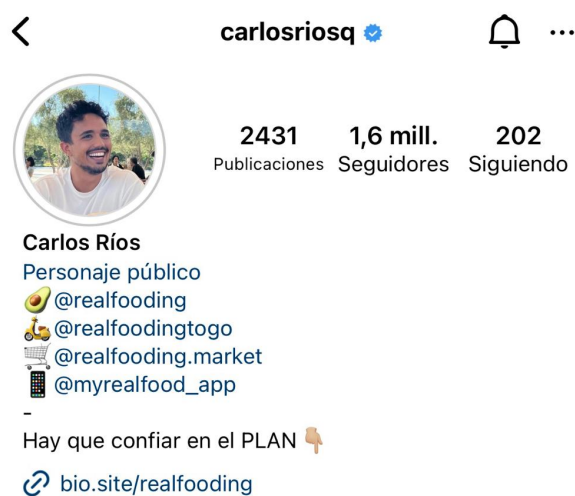 carlosriosq
2431 1,6 mill. 202
Publicaciones Seguidores Siguiendo
Carlos Ríos
Personaje público
@realfooding
@realfoodingtogo
@realfooding.market
@myrealfood_app
-
Hay que confiar en el PLAN
bio.site/realfooding